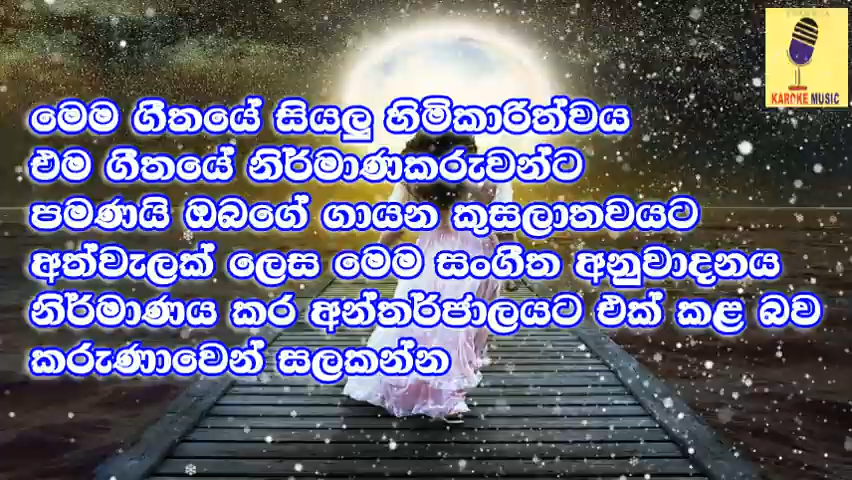 KAROKE MUSIC
මෙම ගීතයේ සියලු හිමිකාරිත්වය
එම ගීතයේ නිර්මාණකරුවන්ට
පමණයි ඔබගේ ගායන කුසලාතවයට
අත්වැලක් ලෙස මෙම සංගීත අනුවාදනය
නිර්මාණය කර අන්තර්ජාලයට එක් කළ බව
කරුණාවෙන් සලකන්න